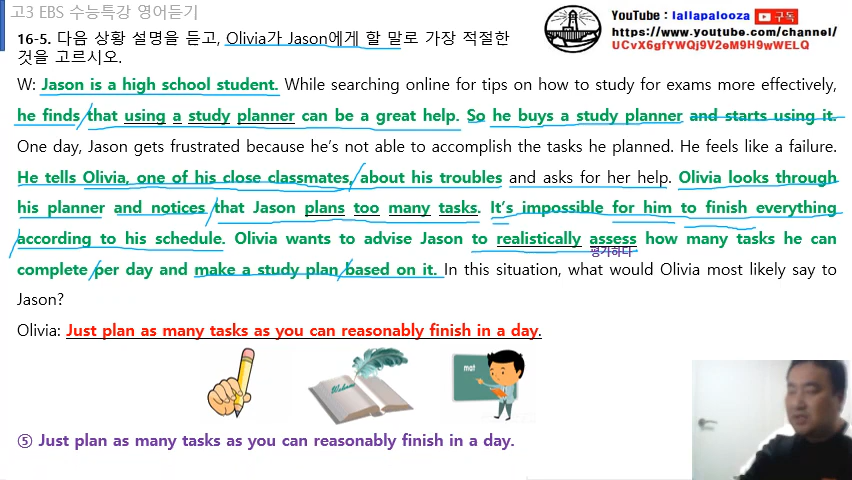 고3 EBS 수능특강 영어듣기
YouTube : lallapalooza 구독
https://www.youtube.com/channel/
UCvX6gfYWQj9V2eM9H9wWELQ
16-5. 다음 상황 설명을 듣고, Olivia가 Jason에게 할 말로 가장 적절한
것을 고르시오.
W: Jason is a high school student. While searching online for tips on how to study for exams more effectively,
he finds that using a study planner can be a great help. So he buys a study planner and starts using it.
One day, Jason gets frustrated because he's not able to accomplish the tasks he planned. He feels like a failure.
He tells Olivia, one of his close classmates, about his troubles and asks for her help. Olivia looks through
his planner and notices that Jason plans too many tasks. It's impossible for him to finish everything
according to his schedule. Olivia wants to advise Jason to realistically assess how many tasks he can
평가하다
complete per day and make a study plan based on it. In this situation, what would Olivia most likely say to
Jason?
Olivia: Just plan as many tasks as you can reasonably finish in a day.
Welcome
mat
⑤ Just plan as many tasks as you can reasonably finish in a day.